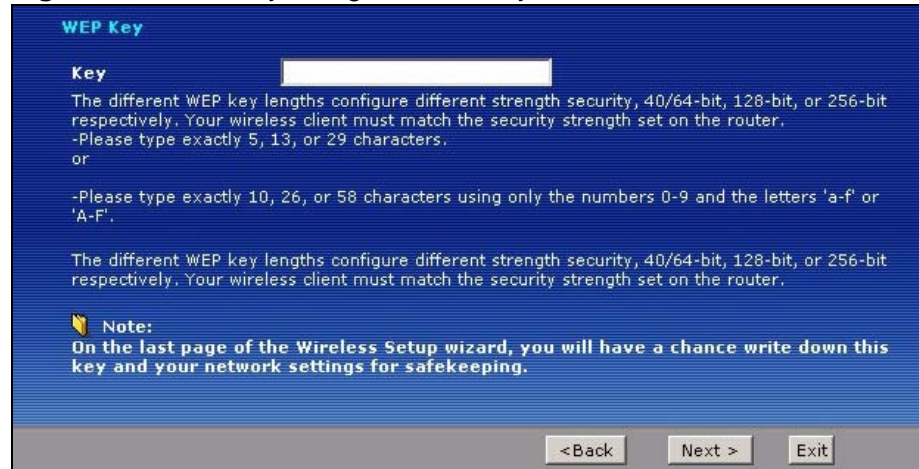 WEP Key
Key
The different WEP key lengths configure different strength security, 40/64-bit, 128-bit, or 256-bit
respectively. Your wireless client must match the security strength set on the router.
-Please type exactly 5, 13, or 29 characters.
or
-Please type exactly 10, 26, or 58 characters using only the numbers 0-9 and the letters 'a-f' or
'A-F'.
The different WEP key lengths configure different strength security, 40/64-bit, 128-bit, or 256-bit
respectively. Your wireless client must match the security strength set on the router.
Note:
On the last page of the Wireless Setup wizard, you will have a chance write down this
key and your network settings for safekeeping.
<Back Next > Exit